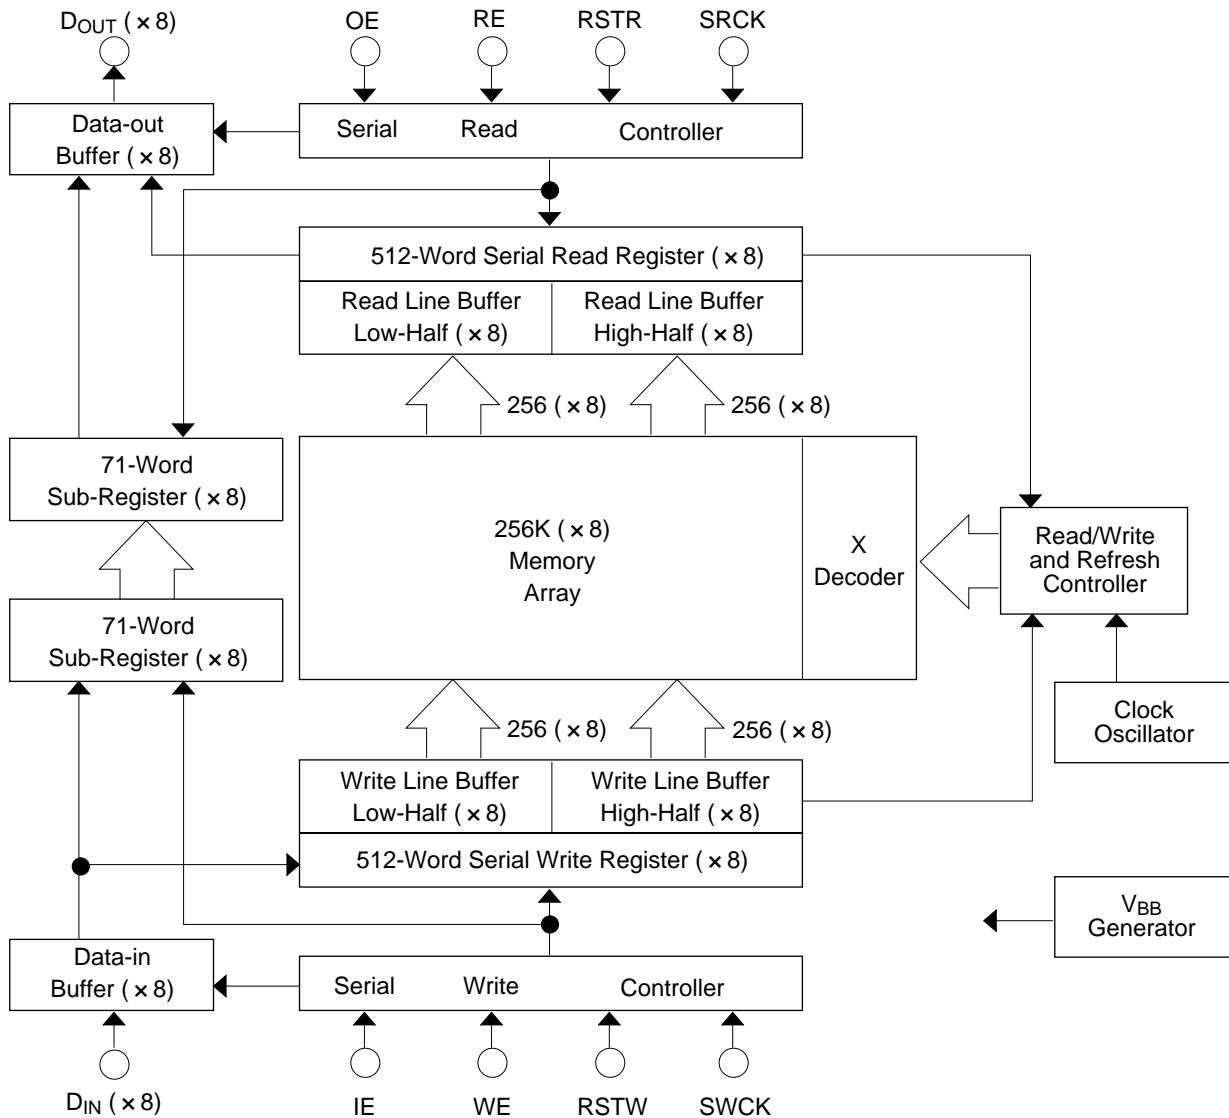 D_OUT (×8)
OE RE RSTR SRCK
Data-out
Buffer (×8)
Serial Read Controller
512-Word Serial Read Register (×8)
Read Line Buffer
Low-Half (×8)
Read Line Buffer
High-Half (×8)
256 (×8)
256 (×8)
71-Word
Sub-Register (×8)
256K (×8)
Memory
Array
X
Decoder
Read/Write
and Refresh
Controller
71-Word
Sub-Register (×8)
256 (×8)
256 (×8)
Clock
Oscillator
Write Line Buffer
Low-Half (×8)
Write Line Buffer
High-Half (×8)
512-Word Serial Write Register (×8)
V_BB
Generator
Data-in
Buffer (×8)
Serial Write Controller
D_IN (×8)
IE WE RSTW SWCK